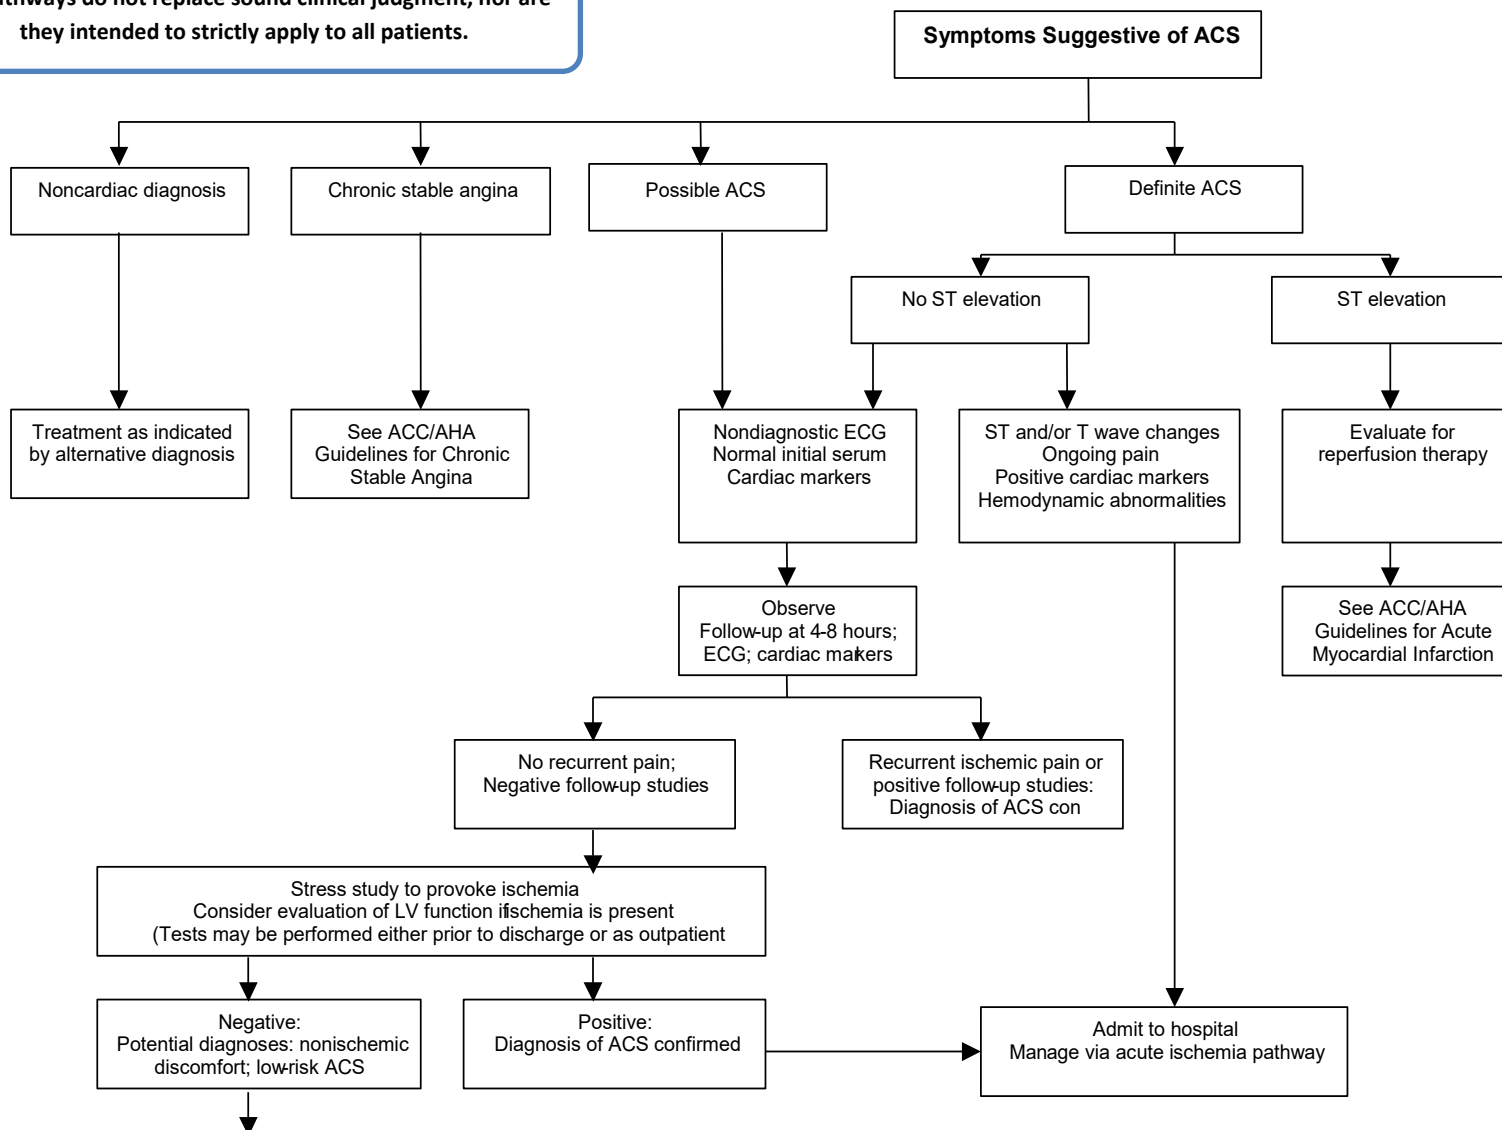 they intended to strictly apply to all patients.
Symptoms Suggestive of ACS
Noncardiac diagnosis
Chronic stable angina
Possible ACS
Definite ACS
No ST elevation
ST elevation
Treatment as indicated
by alternative diagnosis
See ACC/AHA
Guidelines for Chronic
Stable Angina
Nondiagnostic ECG
Normal initial serum
Cardiac markers
ST and/or T wave changes
Ongoing pain
Positive cardiac markers
Hemodynamic abnormalities
Evaluate for
reperfusion therapy
Observe
Follow-up at 4-8 hours;
ECG; cardiac markers
See ACC/AHA
Guidelines for Acute
Myocardial Infarction
No recurrent pain;
Negative follow-up studies
Recurrent ischemic pain or
positive follow-up studies:
Diagnosis of ACS con
Stress study to provoke ischemia
Consider evaluation of LV function if ischemia is present
(Tests may be performed either prior to discharge or as outpatient
Negative:
Potential diagnoses: nonischemic
discomfort; low-risk ACS
Positive:
Diagnosis of ACS confirmed
Admit to hospital
Manage via acute ischemia pathway